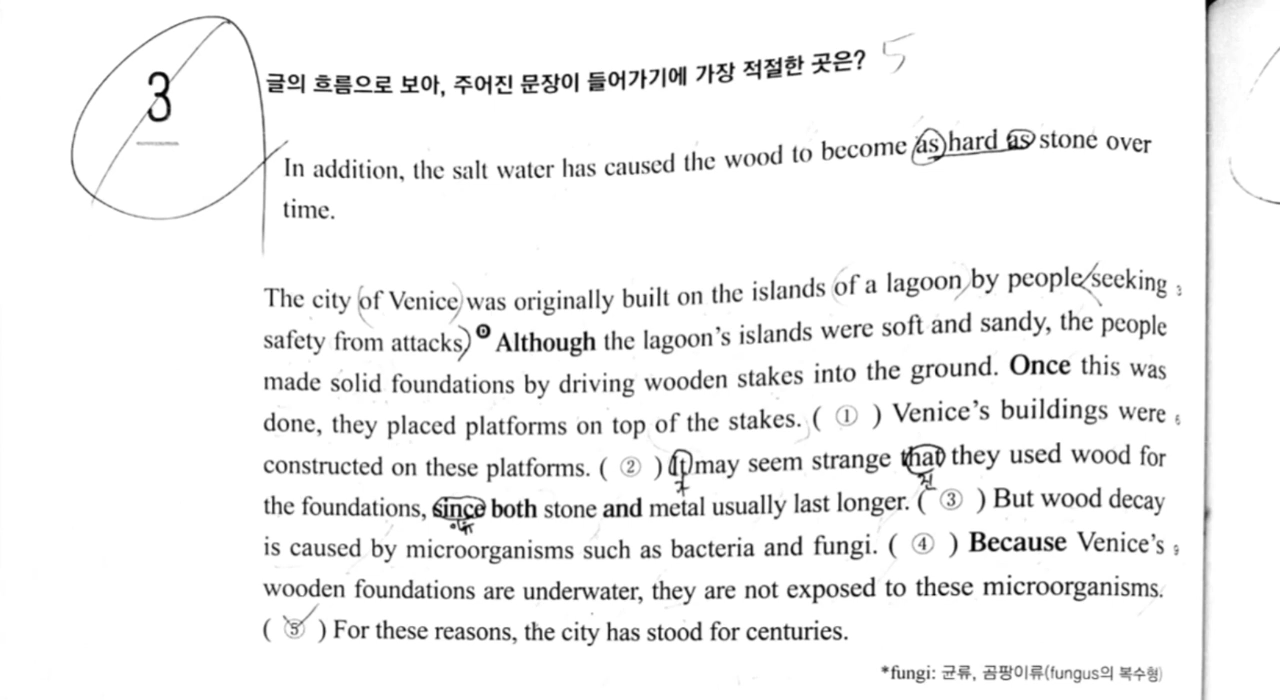 3
글의 흐름으로 보아, 주어진 문장이 들어가기에 가장 적절한 곳은? 5
In addition, the salt water has caused the wood to become as hard as stone over
time.
The city of Venice was originally built on the islands of a lagoon by people seeking
safety from attacks. Although the lagoon's islands were soft and sandy, the people
made solid foundations by driving wooden stakes into the ground. Once this was
done, they placed platforms on top of the stakes. ( ① ) Venice's buildings were
constructed on these platforms. ( ② ) It may seem strange that they used wood for
the foundations, since both stone and metal usually last longer. ( ③ ) But wood decay
is caused by microorganisms such as bacteria and fungi. ( ④ ) Because Venice's
wooden foundations are underwater, they are not exposed to these microorganisms.
( ⑤ ) For these reasons, the city has stood for centuries.
*fungi: 균류, 곰팡이류(fungus의 복수형)